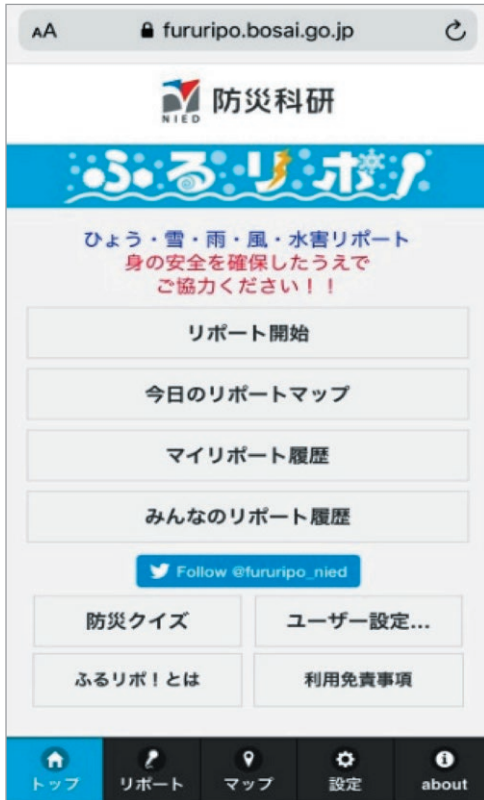 AA fururipo.bosai.go.jp
NIED 防災科研
ふるリポ!
ひょう・雪・雨・風・水害リポート
身の安全を確保したうえで
ご協力ください！！
リポート開始
今日のリポートマップ
マイリポート履歴
みんなのリポート履歴
Follow @fururipo_nied
防災クイズ ユーザー設定...
ふるリポ！とは 利用免責事項
トップ リポート マップ 設定 about